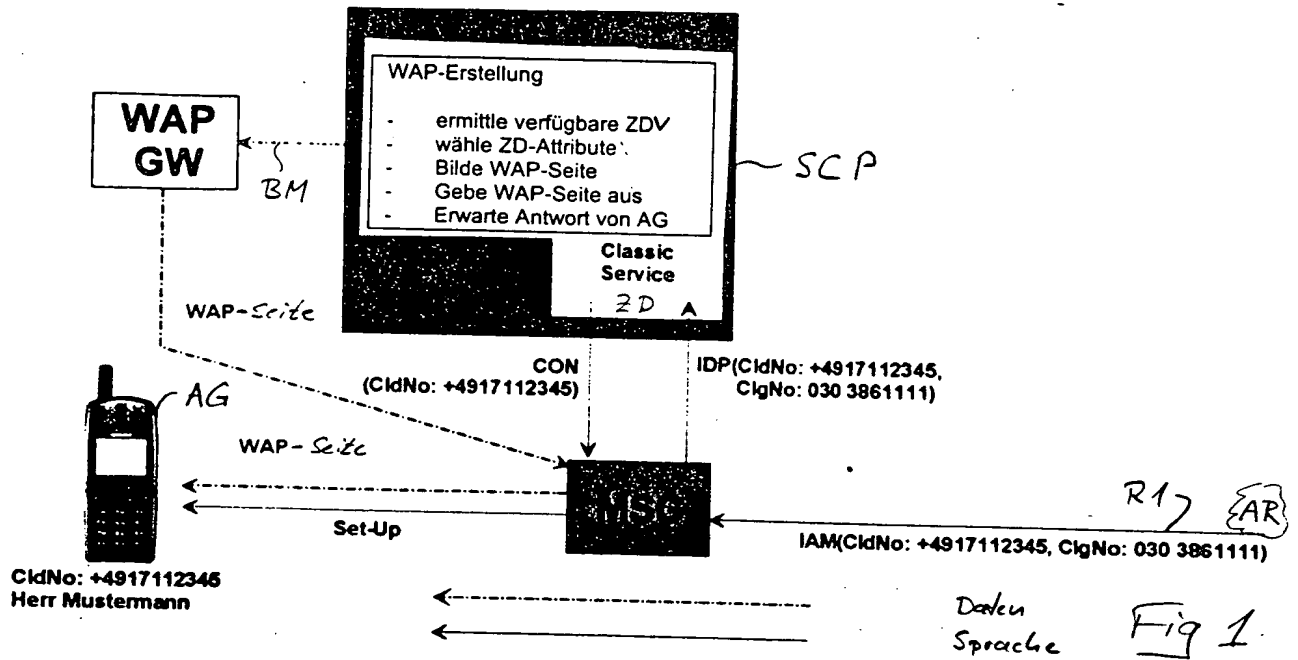 WAP-Erstellung
- ermittle verfügbare ZDV
- wähle ZD-Attribute
- Bilde WAP-Seite
- Gebe WAP-Seite aus
- Erwarte Antwort von AG
WAP
GW
BM
SCP
Classic
Service
ZD
WAP-Seite
CON
(CldNo: +4917112345)
IDP(CldNo: +4917112345,
ClgNo: 030 3861111)
AG
WAP-Seite
MSC
Set-Up
R1
AR
IAM(CldNo: +4917112345, ClgNo: 030 3861111)
CldNo: +4917112345
Herr Mustermann
Daten
Sprache
Fig 1.